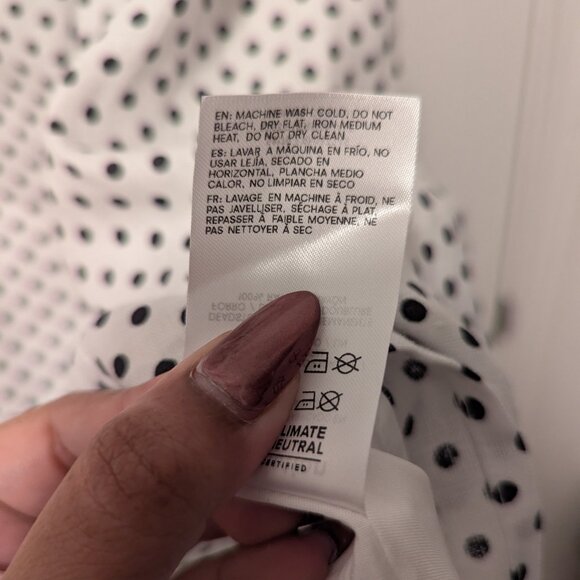 EN: MACHINE WASH COLD, DO NOT
BLEACH, DRY FLAT, IRON MEDIUM
HEAT, DO NOT DRY CLEAN
ES: LAVAR A MÁQUINA EN FRÍO, NO
USAR LEJÍA, SECADO EN
HORIZONTAL, PLANCHA MEDIO
CALOR, NO LIMPIAR EN SECO
FR: LAVAGE EN MACHINE À FROID, NE
PAS JAVELLISER, SÉCHAGE À PLAT,
REPASSER À FAIBLE MOYENNE, NE
PAS NETTOYER À SEC
CLIMATE
NEUTRAL
CERTIFIED